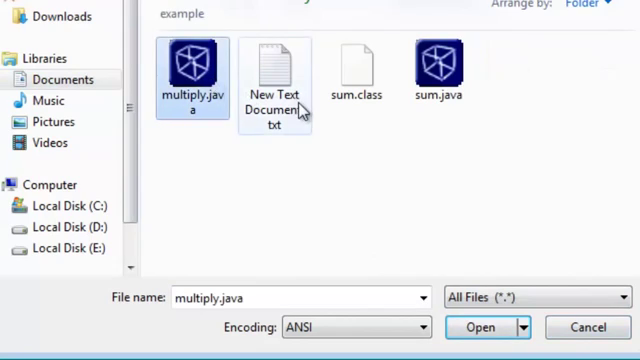 Downloads
Arrange by:
Folder
example
Libraries
Documents
Music
Pictures
Videos
Computer
Local Disk (C:)
Local Disk (D:)
Local Disk (E:)
multiply.jav
a
New Text
Document.
txt
sum.class
sum.java
File name:
multiply.java
All Files (*.*)
Encoding:
ANSI
Open
Cancel